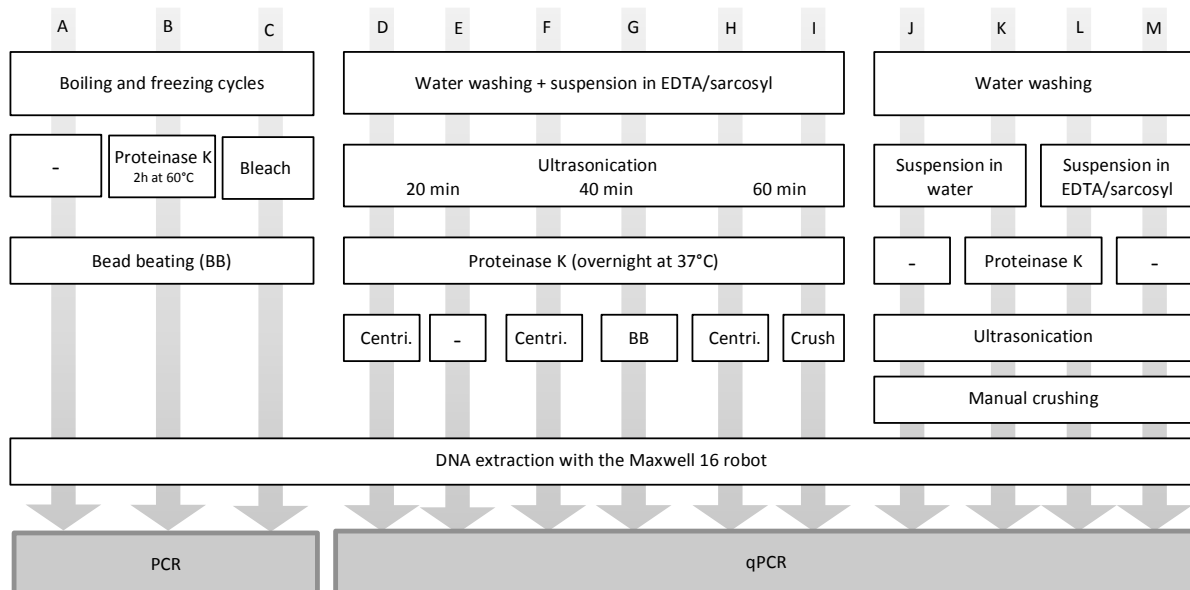 A B C D E F G H I J K L M
Boiling and freezing cycles Water washing + suspension in EDTA/sarcosyl Water washing
- Proteinase K Bleach Ultrasonication Suspension in Suspension in
2h at 60°C 20 min 40 min 60 min water EDTA/sarcosyl
Bead beating (BB) Proteinase K (overnight at 37°C) - Proteinase K -
Centri. - Centri. BB Centri. Crush Ultrasonication
Manual crushing
DNA extraction with the Maxwell 16 robot
PCR qPCR